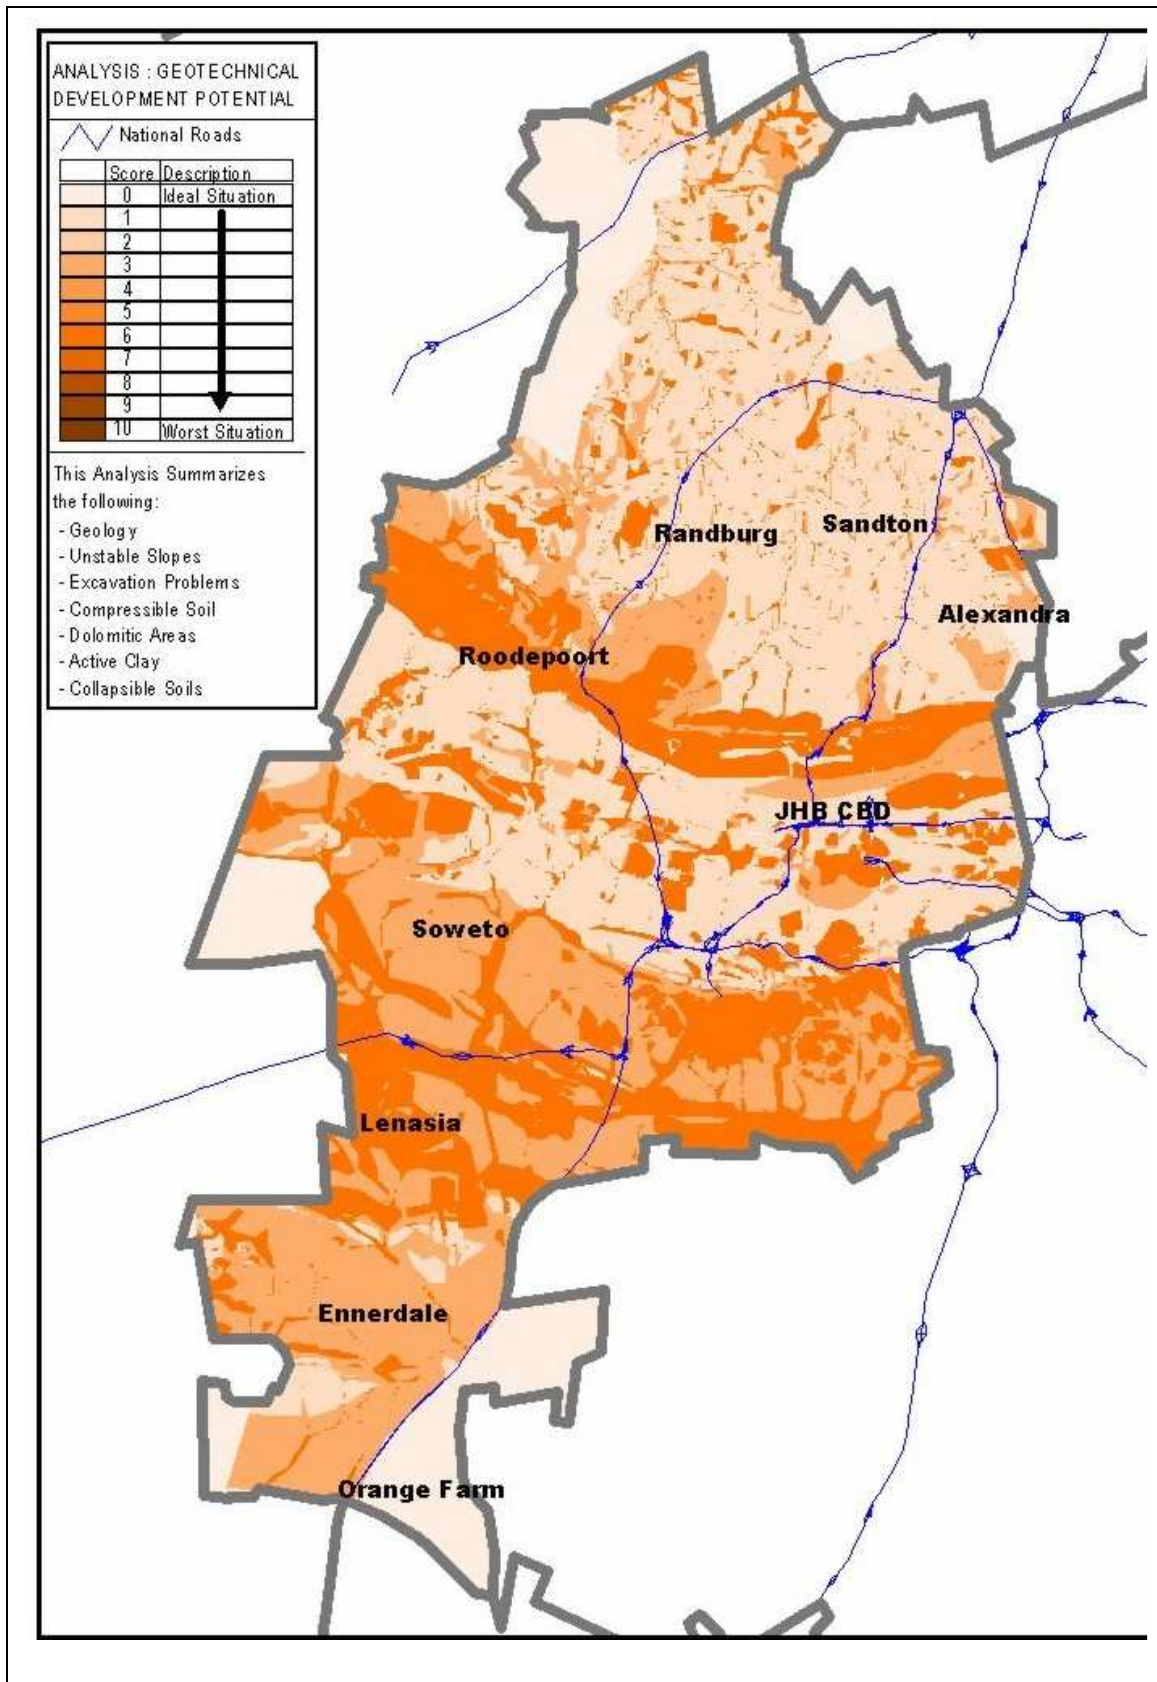 ANALYSIS : GEOTECHNICAL
DEVELOPMENT POTENTIAL
National Roads
Score Description
0 Ideal Situation
1
2
3
4
5
6
7
8
9
10 Worst Situation
This Analysis Summarizes
the following:
- Geology
- Unstable Slopes
- Excavation Problems
- Compressible Soil
- Dolomitic Areas
- Active Clay
- Collapsible Soils
Randburg
Sandton
Alexandra
Roodepoort
JHB CBD
Soweto
Lenasia
Ennerdale
Orange Farm